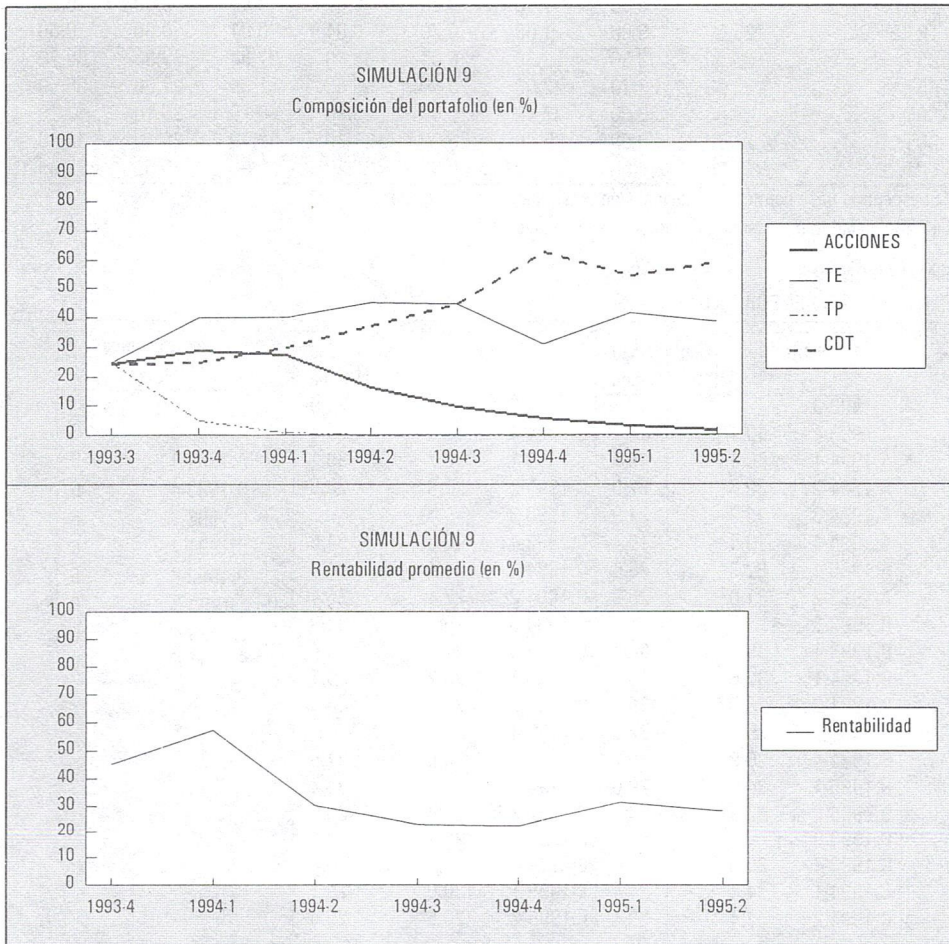 SIMULACIÓN 9
Composición del portafolio (en %)
100
90
80
70
60
50
40
30
20
10
0
1993-3 1993-4 1994-1 1994-2 1994-3 1994-4 1995-1 1995-2
ACCIONES
TE
TP
CDT
SIMULACIÓN 9
Rentabilidad promedio (en %)
100
90
80
70
60
50
40
30
20
10
0
1993-4 1994-1 1994-2 1994-3 1994-4 1995-1 1995-2
Rentabilidad